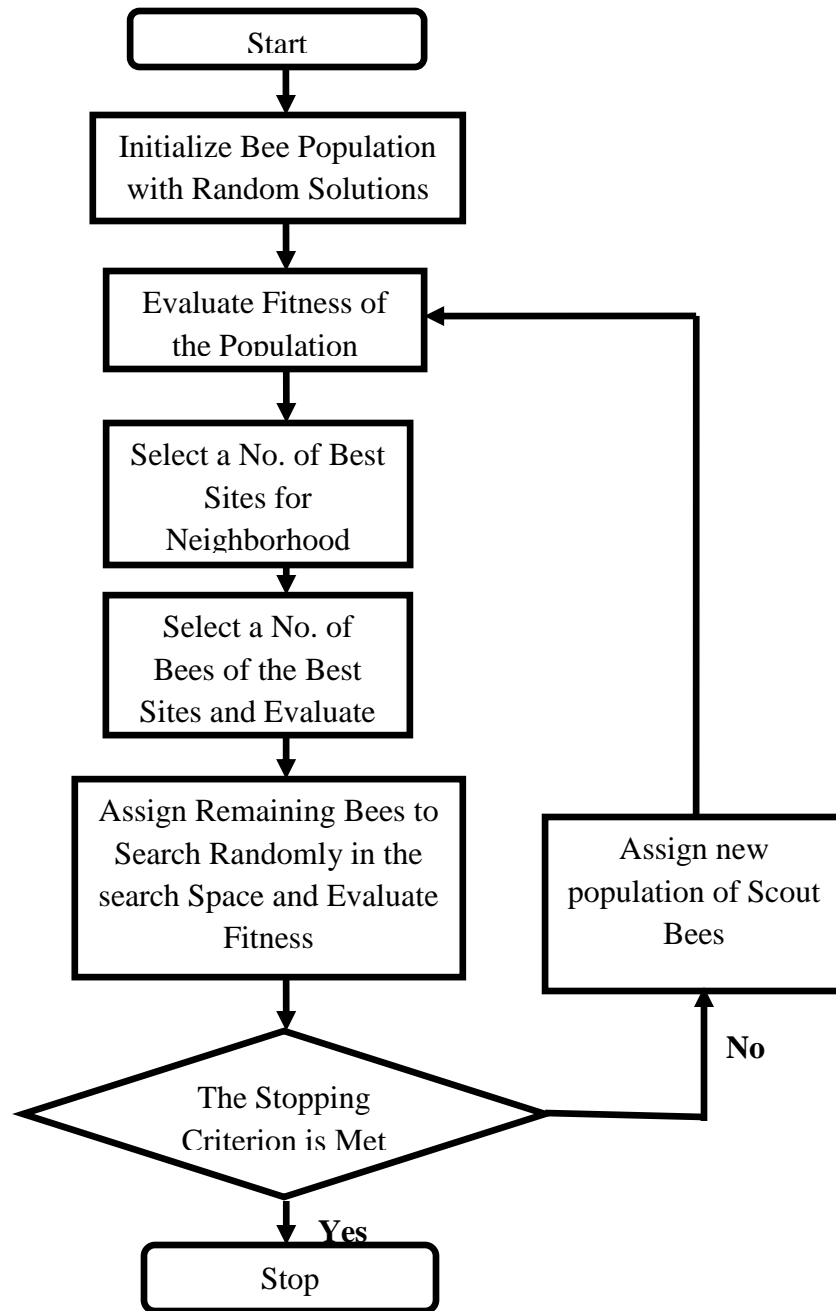 Start
Initialize Bee Population
with Random Solutions
Evaluate Fitness of
the Population
Select a No. of Best
Sites for
Neighborhood
Select a No. of
Bees of the Best
Sites and Evaluate
Assign Remaining Bees to
Search Randomly in the
search Space and Evaluate
Fitness
Assign new
population of Scout
Bees
No
The Stopping
Criterion is Met
Yes
Stop